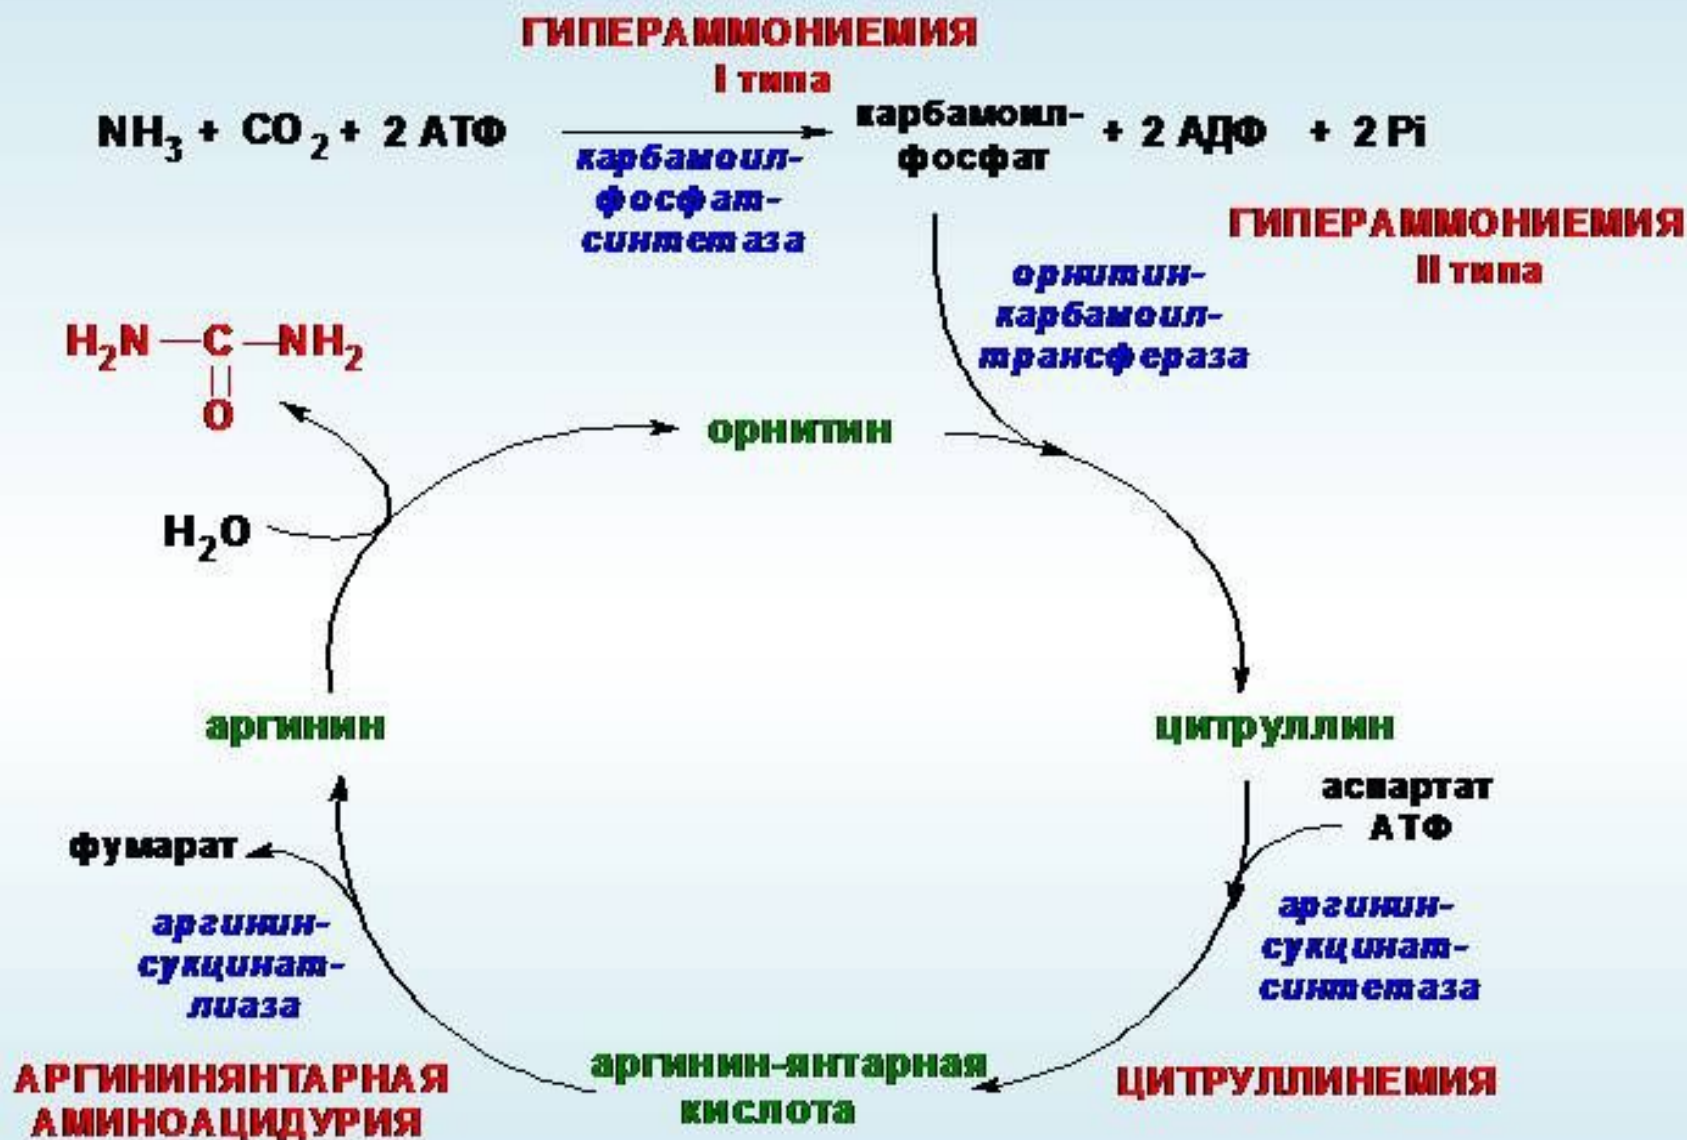 ГИПЕРАММОНИЕМИЯ
I типа
NH3 + CO2 + 2 АТФ
карбамоил-
фосфат
+ 2 АДФ + 2 Pi
карбамоил-
фосфат-
синтетаза
ГИПЕРАММОНИЕМИЯ
II типа
орнитин-
карбамоил-
трансфераза
H2N — C — NH2
O
орнитин
H2O
аргинин
цитруллин
аспартат
АТФ
фумарат
аргинин-
сукцинат-
лиаза
аргинин-
сукцинат-
синтетаза
аргинин-янтарная
кислота
АРГИНИНЯНТАРНАЯ
АМИНОАЦИДУРИЯ
ЦИТРУЛЛИНЕМИЯ